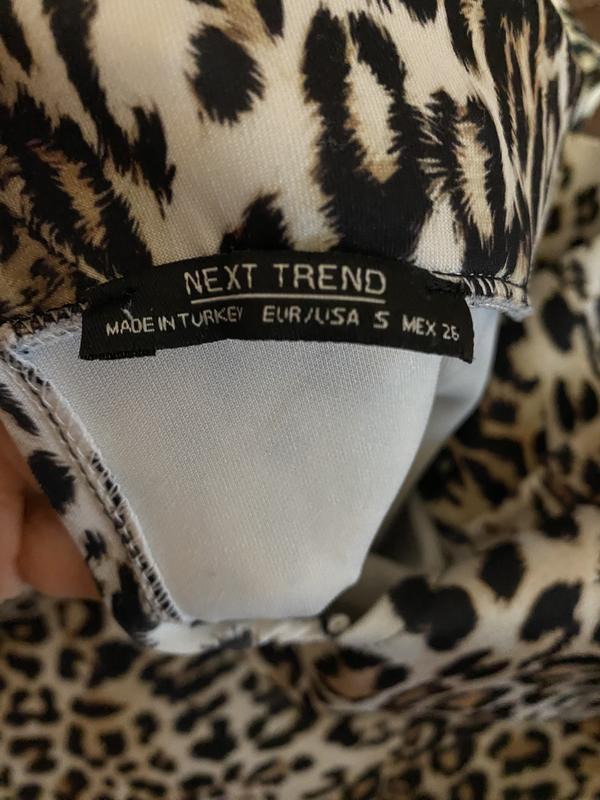 NEXT TREND
MADE IN TURKEY EUR/USA S MEX 26